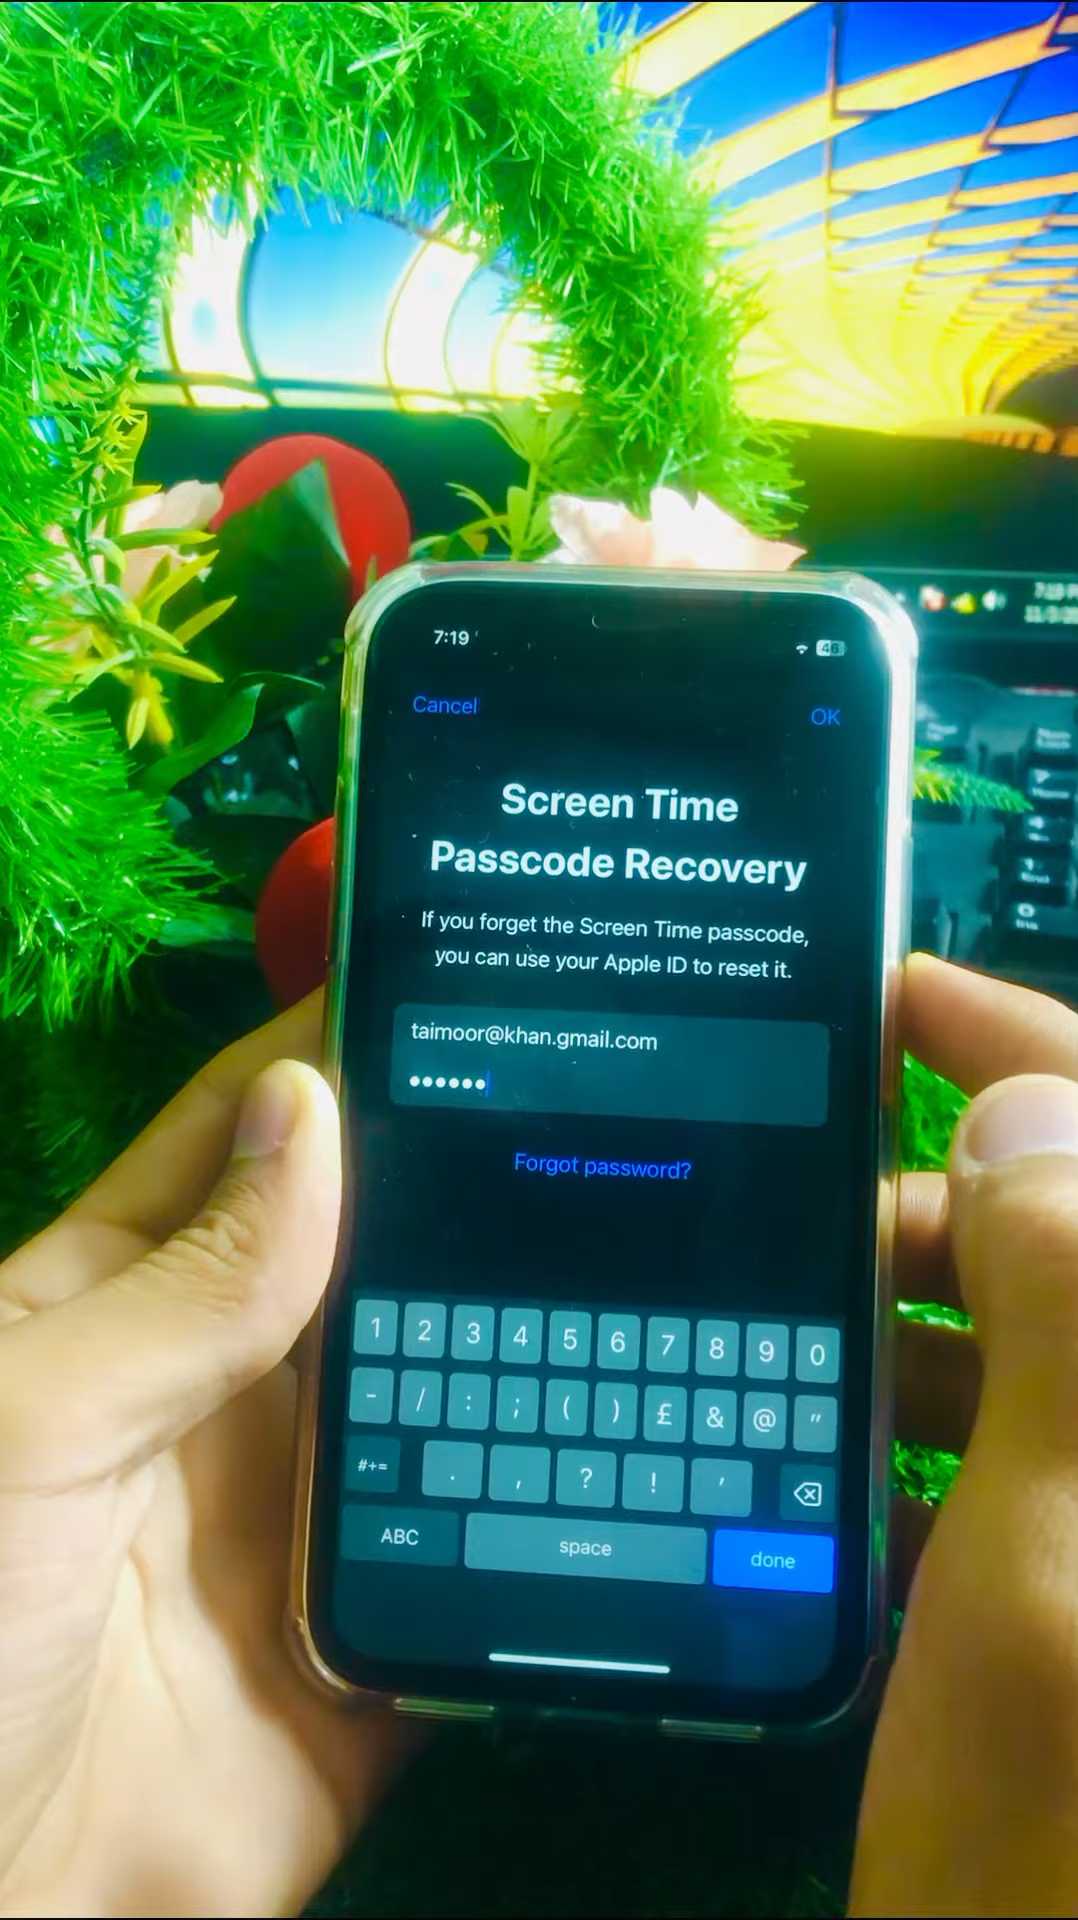 7:19
46
Cancel
OK
Screen Time
Passcode Recovery
If you forget the Screen Time passcode,
you can use your Apple ID to reset it.
taimoor@khan.gmail.com
••••••
Forgot password?
1 2 3 4 5 6 7 8 9 0
- / : ; ( ) £ & @ "
#+= . , ? ! '
ABC space done